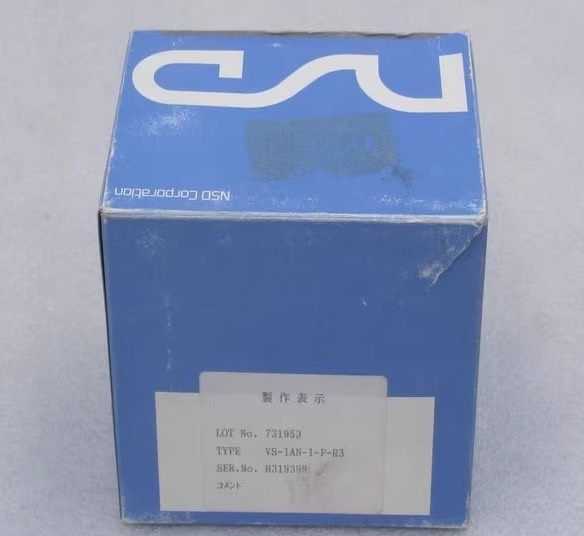 NSD
NSD Corporation
製作表示
LOT No. 731953
TYPE VS-1AN-1-P-R3
SER.No. H319399
コメント